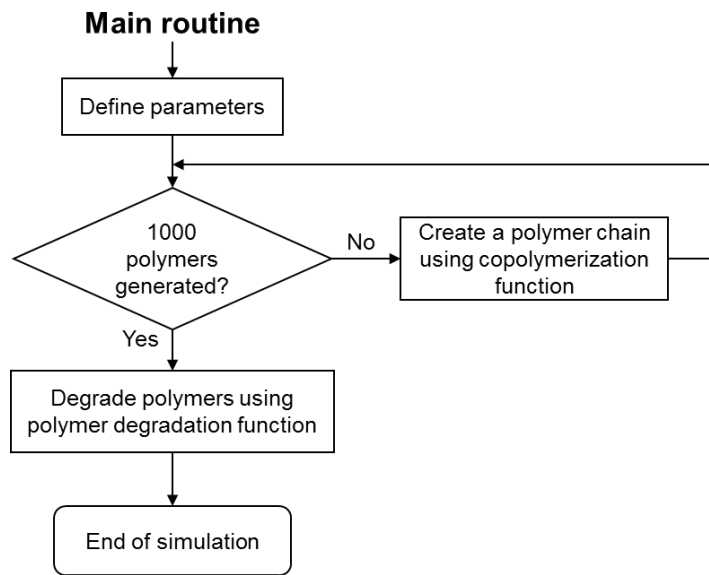 Main routine
Define parameters
1000
polymers
generated?
No
Create a polymer chain
using copolymerization
function
Yes
Degrade polymers using
polymer degradation function
End of simulation